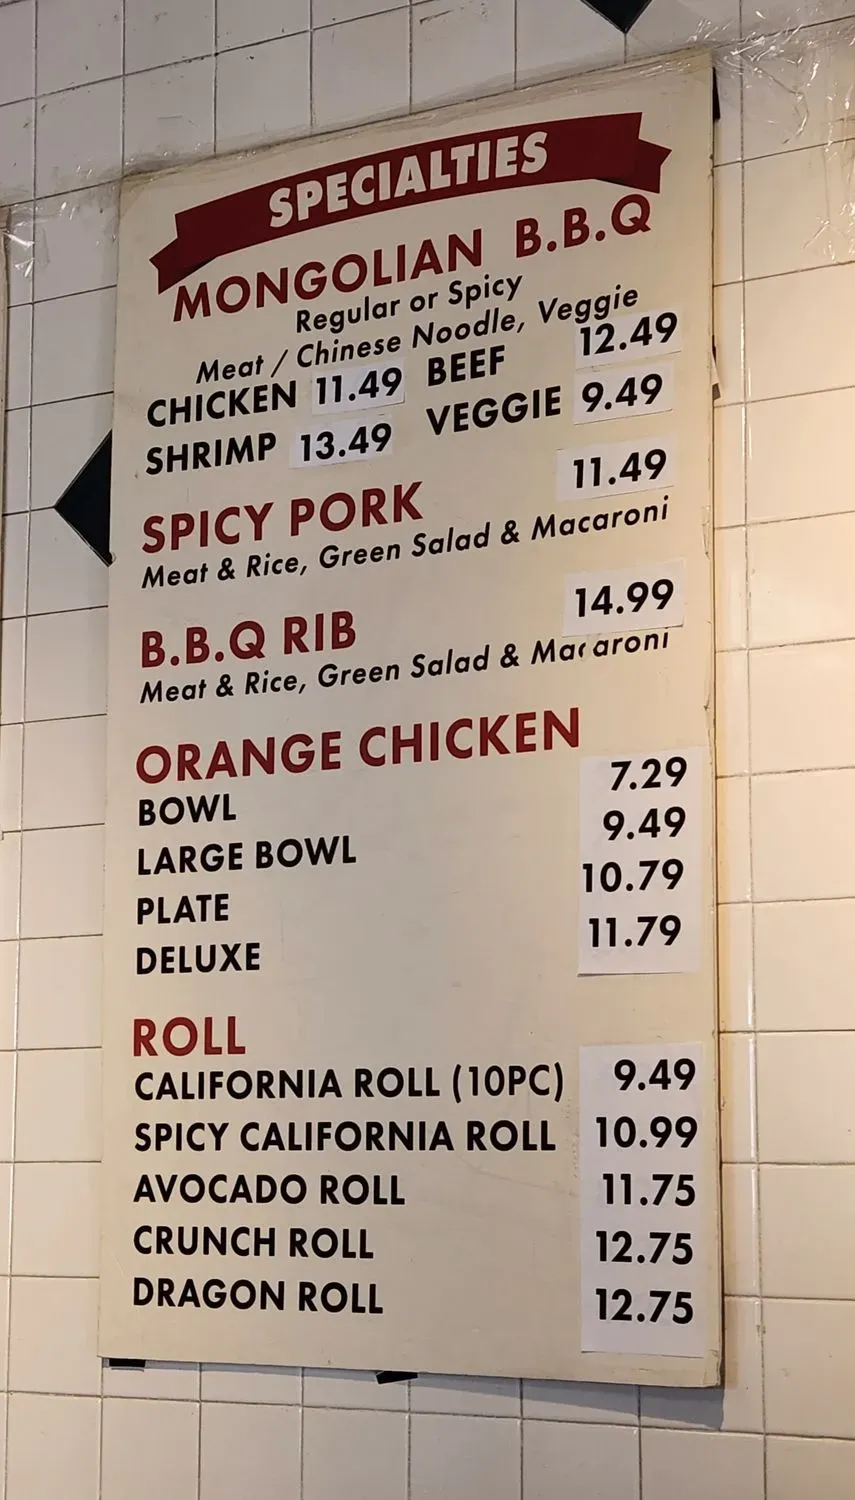 SPECIALTIES
MONGOLIAN B.B.Q
Regular or Spicy
Meat / Chinese Noodle, Veggie
CHICKEN 11.49 BEEF 12.49
SHRIMP 13.49 VEGGIE 9.49
SPICY PORK 11.49
Meat & Rice, Green Salad & Macaroni
B.B.Q RIB 14.99
Meat & Rice, Green Salad & Macaroni
ORANGE CHICKEN
BOWL 7.29
LARGE BOWL 9.49
PLATE 10.79
DELUXE 11.79
ROLL
CALIFORNIA ROLL (10PC) 9.49
SPICY CALIFORNIA ROLL 10.99
AVOCADO ROLL 11.75
CRUNCH ROLL 12.75
DRAGON ROLL 12.75